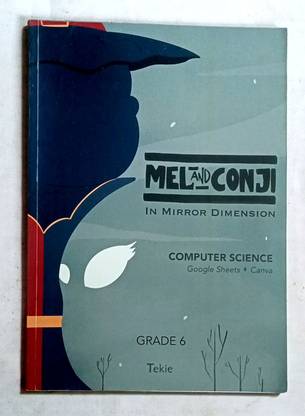 MEL AND CONJI
IN MIRROR DIMENSION
COMPUTER SCIENCE
Google Sheets + Canva
GRADE 6
Tekie